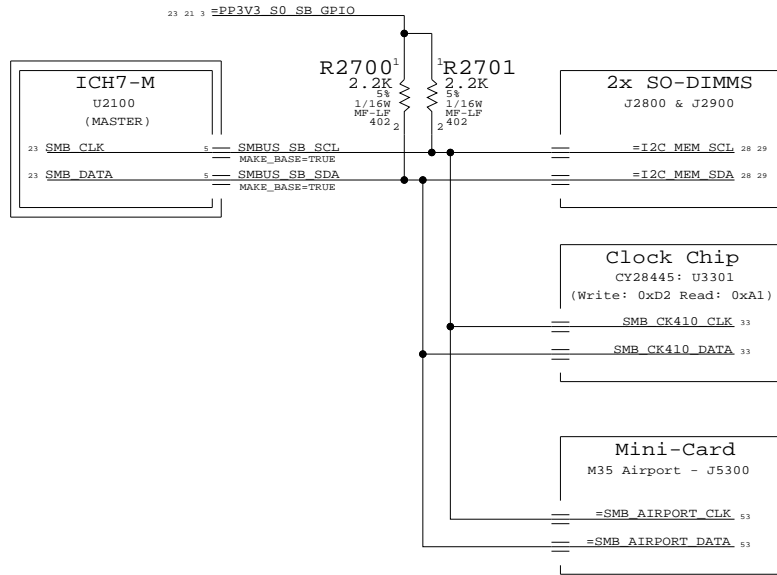 23 21 3 =PP3V3_S0_SB_GPIO
R2700 1
2.2K
5%
1/16W
MF-LF
402 2
1 R2701
2.2K
5%
1/16W
MF-LF
2 402
ICH7-M
U2100
(MASTER)
23 SMB_CLK 5 SMBUS_SB_SCL
MAKE_BASE=TRUE
23 SMB_DATA 5 SMBUS_SB_SDA
MAKE_BASE=TRUE
2x SO-DIMMS
J2800 & J2900
=I2C_MEM_SCL 28 29
=I2C_MEM_SDA 28 29
Clock Chip
CY28445: U3301
(Write: 0xD2 Read: 0xA1)
SMB_CK410_CLK 33
SMB_CK410_DATA 33
Mini-Card
M35 Airport - J5300
=SMB_AIRPORT_CLK 53
=SMB_AIRPORT_DATA 53